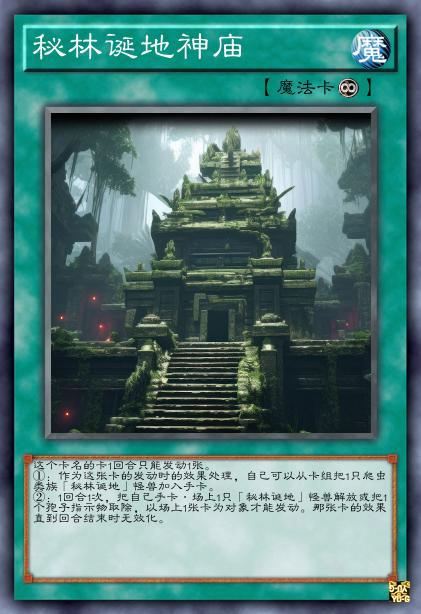 秘林诞地神庙
魔
【魔法卡♾】
这个卡名的卡1回合只能发动1张。
①：作为这张卡的发动时的效果处理，自己可以从卡组把1只爬虫
类族「秘林诞地」怪兽加入手卡。
②：1回合1次，把自己手卡·场上1只「秘林诞地」怪兽解放或把1
个孢子指示物取除，以场上1张卡为对象才能发动。那张卡的效果
直到回合结束时无效化。